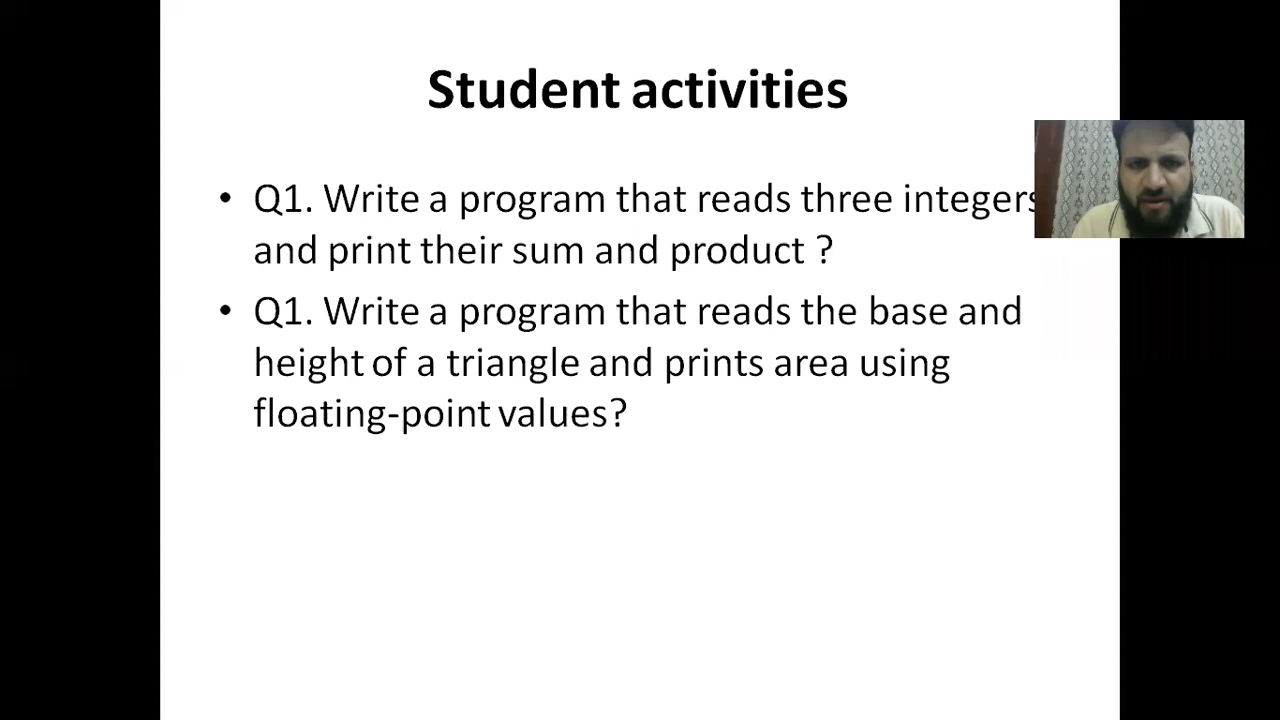 Student activities
• Q1. Write a program that reads three integers
and print their sum and product ?
• Q1. Write a program that reads the base and
height of a triangle and prints area using
floating-point values?